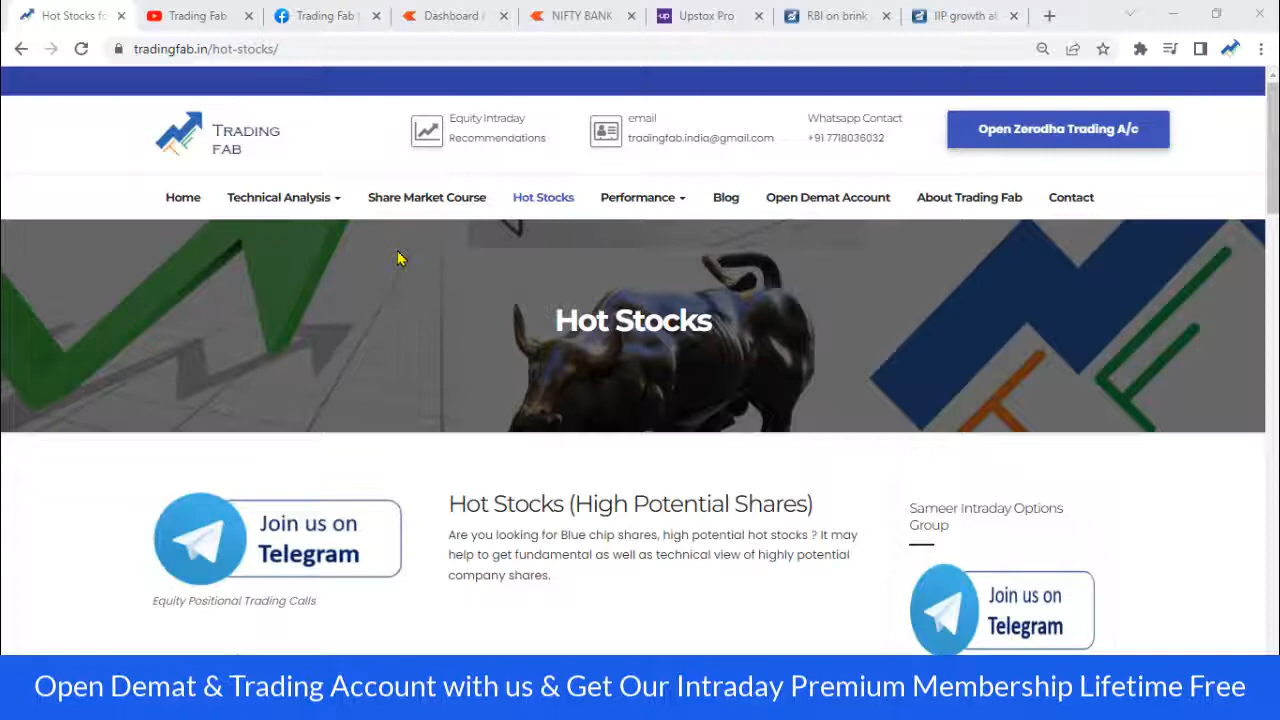 Hot Stocks fo
Trading Fab
Trading Fab
Dashboard
NIFTY BANK
Upstox Pro
RBI on brink
IIP growth at
tradingfab.in/hot-stocks/
TRADING
FAB
Equity Intraday
Recommendations
email
tradingfab.india@gmail.com
Whatsapp Contact
+91 7718036032
Open Zerodha Trading A/c
Home
Technical Analysis
Share Market Course
Hot Stocks
Performance
Blog
Open Demat Account
About Trading Fab
Contact
Hot Stocks
Join us on
Telegram
Equity Positional Trading Calls
Hot Stocks (High Potential Shares)
Are you looking for Blue chip shares, high potential hot stocks ? It may
help to get fundamental as well as technical view of highly potential
company shares.
Sameer Intraday Options
Group
Join us on
Telegram
Open Demat & Trading Account with us & Get Our Intraday Premium Membership Lifetime Free